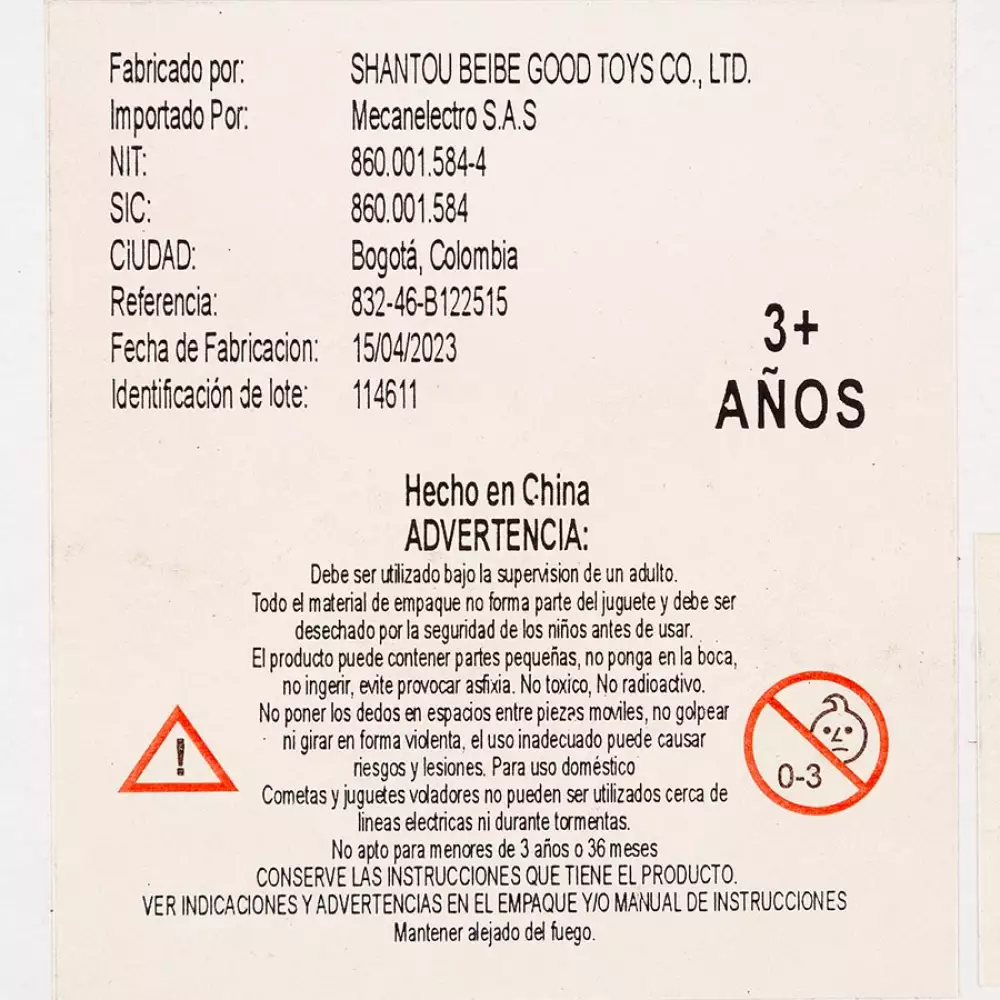 Fabricado por: SHANTOU BEIBE GOOD TOYS CO., LTD.
Importado Por: Mecanelectro S.A.S
NIT: 860.001.584-4
SIC: 860.001.584
CiUDAD: Bogotá, Colombia
Referencia: 832-46-B122515
Fecha de Fabricacion: 15/04/2023
Identificación de lote: 114611
3+
AÑOS
Hecho en China
ADVERTENCIA:
Debe ser utilizado bajo la supervision de un adulto.
Todo el material de empaque no forma parte del juguete y debe ser
desechado por la seguridad de los niños antes de usar.
El producto puede contener partes pequeñas, no ponga en la boca,
no ingerir, evite provocar asfixia. No toxico, No radioactivo.
No poner los dedos en espacios entre piezas moviles, no golpear
ni girar en forma violenta, el uso inadecuado puede causar
riesgos y lesiones. Para uso doméstico
Cometas y juguetes voladores no pueden ser utilizados cerca de
lineas electricas ni durante tormentas.
No apto para menores de 3 años o 36 meses
CONSERVE LAS INSTRUCCIONES QUE TIENE EL PRODUCTO.
VER INDICACIONES Y ADVERTENCIAS EN EL EMPAQUE Y/O MANUAL DE INSTRUCCIONES
Mantener alejado del fuego.
!
0-3